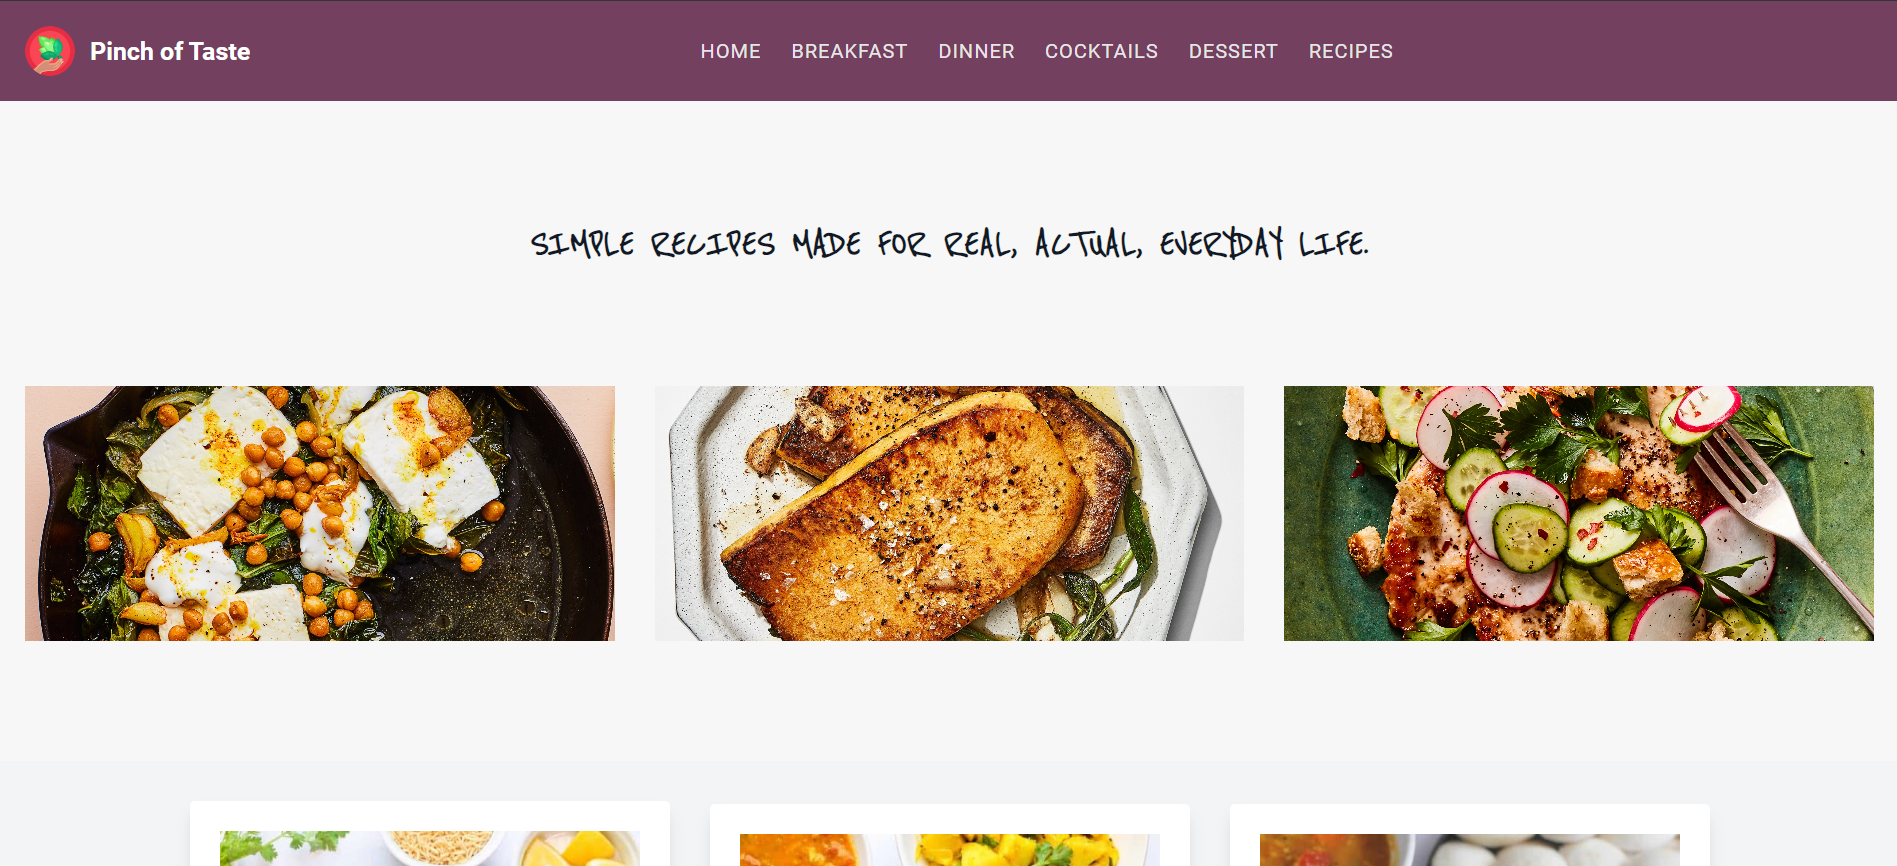 Pinch of Taste
HOME BREAKFAST DINNER COCKTAILS DESSERT RECIPES
SIMPLE RECIPES MADE FOR REAL, ACTUAL, EVERYDAY LIFE.